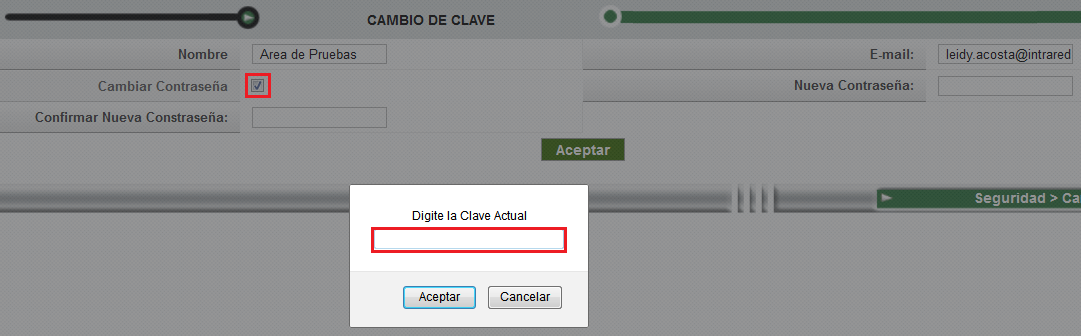 CAMBIO DE CLAVE
Nombre Area de Pruebas E-mail: leidy.acosta@intrared
Cambiar Contraseña Nueva Contraseña:
Confirmar Nueva Constraseña:
Aceptar
Seguridad > Ca
Digite la Clave Actual
Aceptar Cancelar